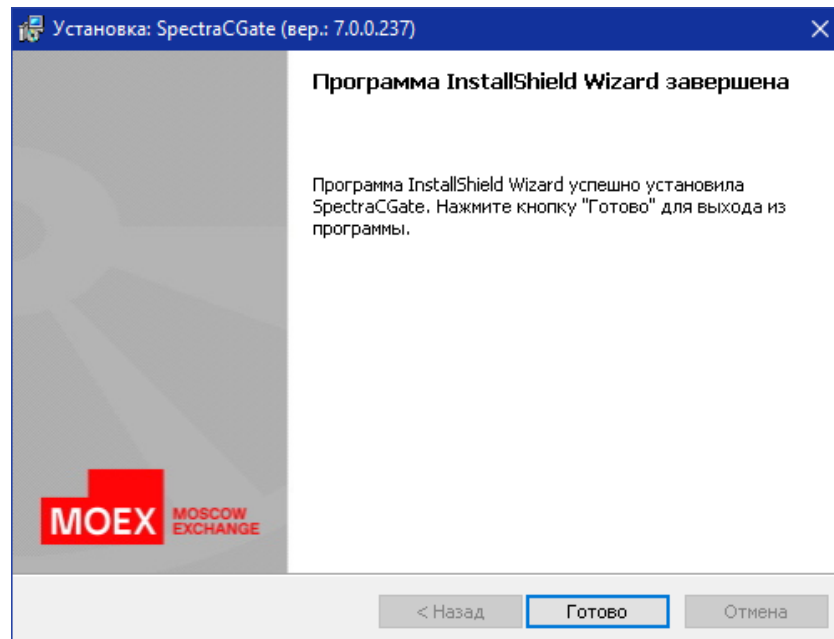 Установка: SpectraCGate (вер.: 7.0.0.237)
Программа InstallShield Wizard завершена
Программа InstallShield Wizard успешно установила
SpectraCGate. Нажмите кнопку "Готово" для выхода из
программы.
MOEX MOSCOW
EXCHANGE
< Назад Готово Отмена